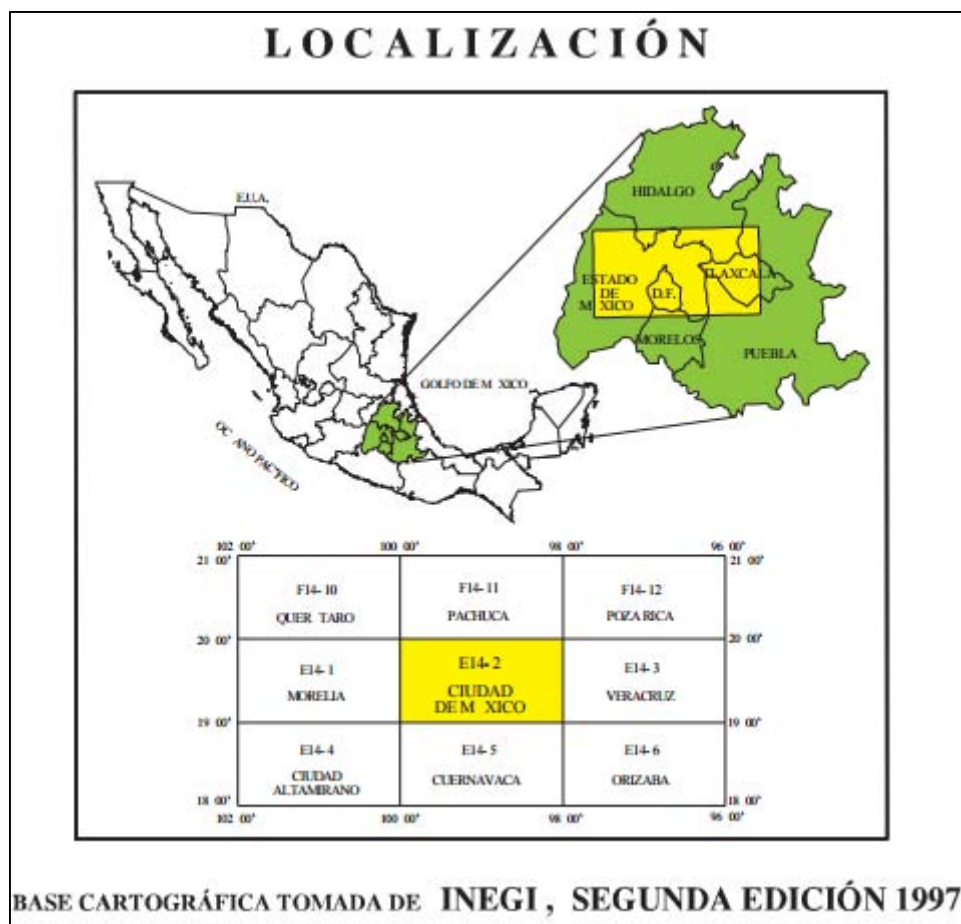 LOCALIZACIÓN
E.U.A.
HIDALGO
TLAXCALA
ESTADO
DE
M XICO
D.F.
MORELOS
PUEBLA
GOLFO DE M XICO
OC ANO PAC"FICO
102 00' 100 00' 98 00' 96 00'
21 00' 21 00'
F14-10 F14-11 F14-12
QUER TARO PACHUCA POZA RICA
20 00' 20 00'
E14-1 E14-2 E14-3
MORELIA CIUDAD DE M XICO VERACRUZ
19 00' 19 00'
E14-4 E14-5 E14-6
CIUDAD ALTAMIRANO CUERNAVACA ORIZABA
18 00' 18 00'
102 00' 100 00' 98 00' 96 00'
BASE CARTOGRÁFICA TOMADA DE INEGI, SEGUNDA EDICIÓN 1997